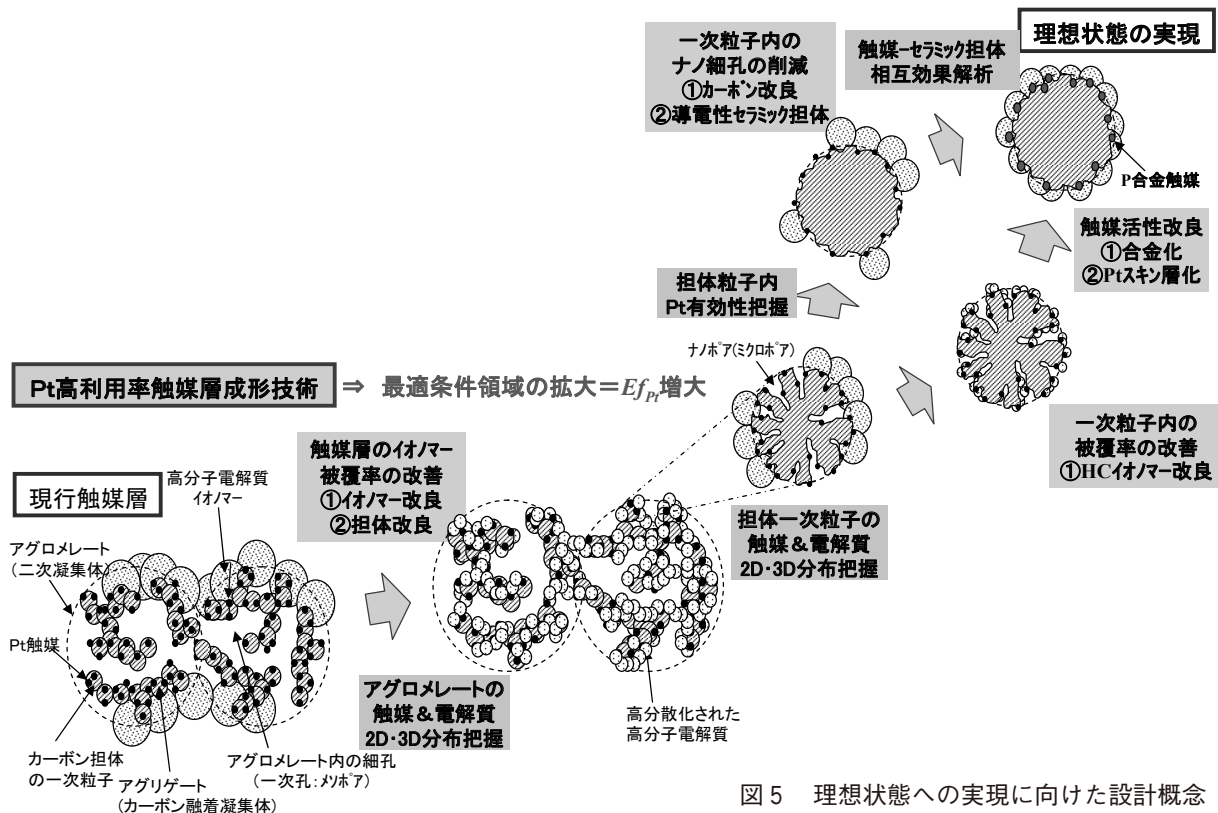 一次粒子内の
ナノ細孔の削減
①カーボン改良
②導電性セラミック担体
触媒-セラミック担体
相互効果解析
理想状態の実現
P合金触媒
触媒活性改良
①合金化
②Ptスキン層化
担体粒子内
Pt有効性把握
ナノポア(ミクロポア)
Pt高利用率触媒層成形技術
⇒ 最適条件領域の拡大=Ef_Pt増大
一次粒子内の
被覆率の改善
①HCイオノマー改良
触媒層のイオノマー
被覆率の改善
①イオノマー改良
②担体改良
現行触媒層
高分子電解質
イオノマー
担体一次粒子の
触媒&電解質
2D・3D分布把握
アグロメレート
(二次凝集体)
Pt触媒
アグロメレートの
触媒&電解質
2D・3D分布把握
高分散化された
高分子電解質
カーボン担体
の一次粒子
アグリゲート
(カーボン融着凝集体)
アグロメレート内の細孔
(一次孔:メソポア)
図5 理想状態への実現に向けた設計概念